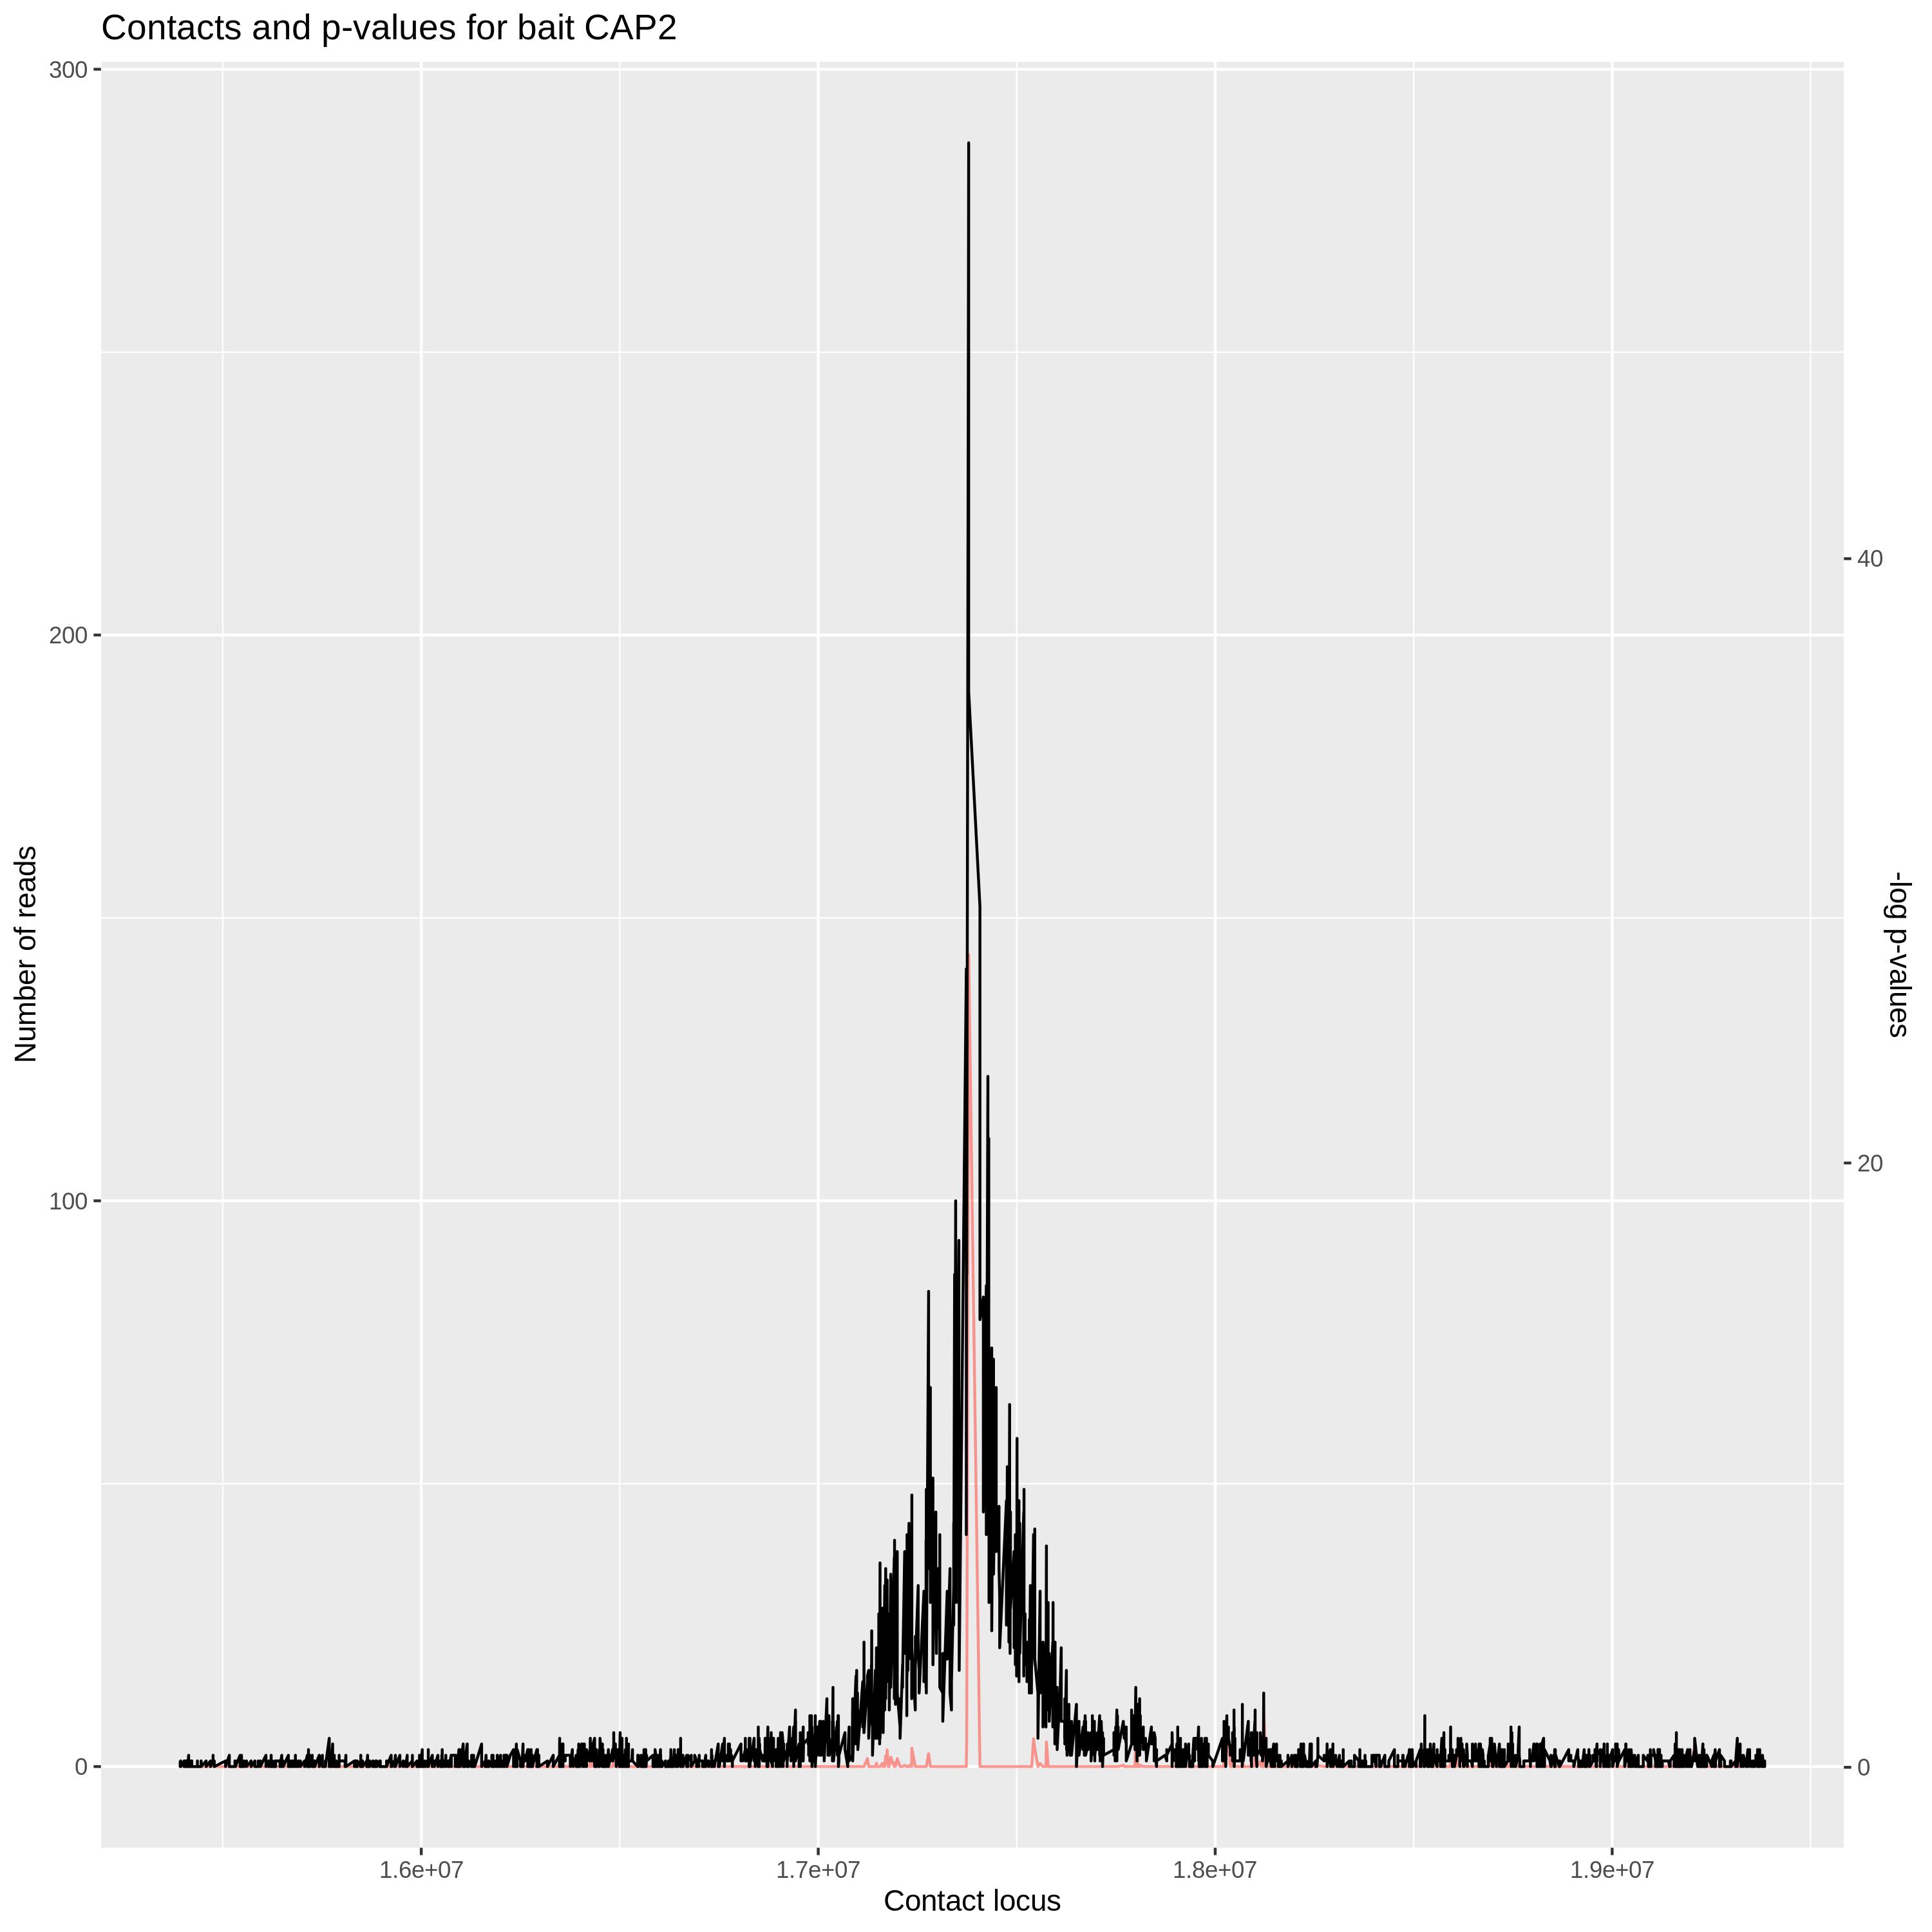 Contacts and p-values for bait CAP2
300
200
100
0
40
20
0
Number of reads
-log p-values
1.6e+07
1.7e+07
1.8e+07
1.9e+07
Contact locus